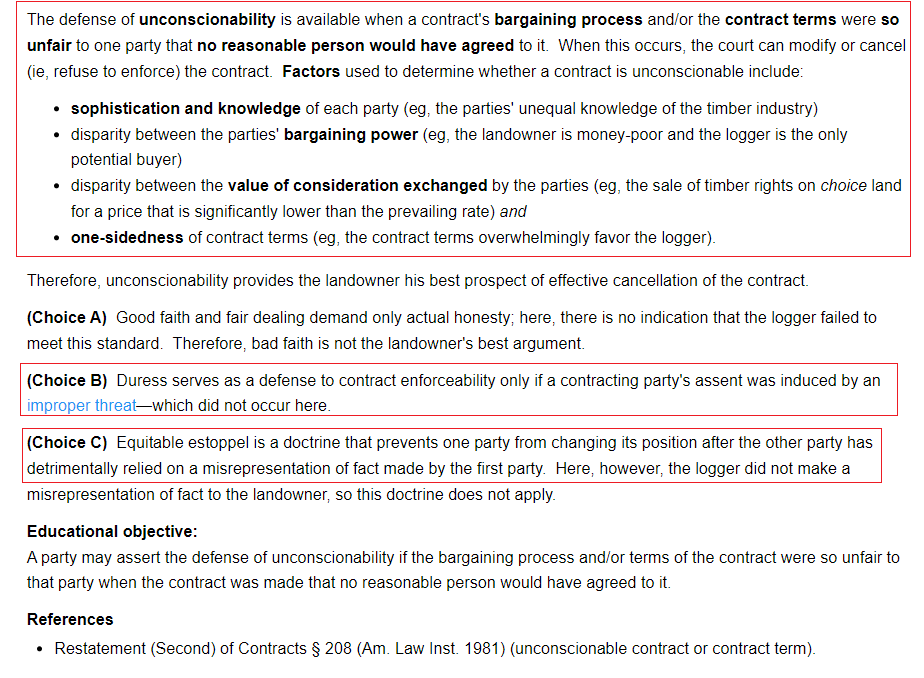 The defense of unconscionability is available when a contract's bargaining process and/or the contract terms were so
unfair to one party that no reasonable person would have agreed to it.  When this occurs, the court can modify or cancel
(ie, refuse to enforce) the contract.  Factors used to determine whether a contract is unconscionable include:
• sophistication and knowledge of each party (eg, the parties' unequal knowledge of the timber industry)
• disparity between the parties' bargaining power (eg, the landowner is money-poor and the logger is the only
potential buyer)
• disparity between the value of consideration exchanged by the parties (eg, the sale of timber rights on choice land
for a price that is significantly lower than the prevailing rate) and
• one-sidedness of contract terms (eg, the contract terms overwhelmingly favor the logger).
Therefore, unconscionability provides the landowner his best prospect of effective cancellation of the contract.
(Choice A)  Good faith and fair dealing demand only actual honesty; here, there is no indication that the logger failed to
meet this standard.  Therefore, bad faith is not the landowner's best argument.
(Choice B)  Duress serves as a defense to contract enforceability only if a contracting party's assent was induced by an
improper threat—which did not occur here.
(Choice C)  Equitable estoppel is a doctrine that prevents one party from changing its position after the other party has
detrimentally relied on a misrepresentation of fact made by the first party.  Here, however, the logger did not make a
misrepresentation of fact to the landowner, so this doctrine does not apply.
Educational objective:
A party may assert the defense of unconscionability if the bargaining process and/or terms of the contract were so unfair to
that party when the contract was made that no reasonable person would have agreed to it.
References
• Restatement (Second) of Contracts § 208 (Am. Law Inst. 1981) (unconscionable contract or contract term).